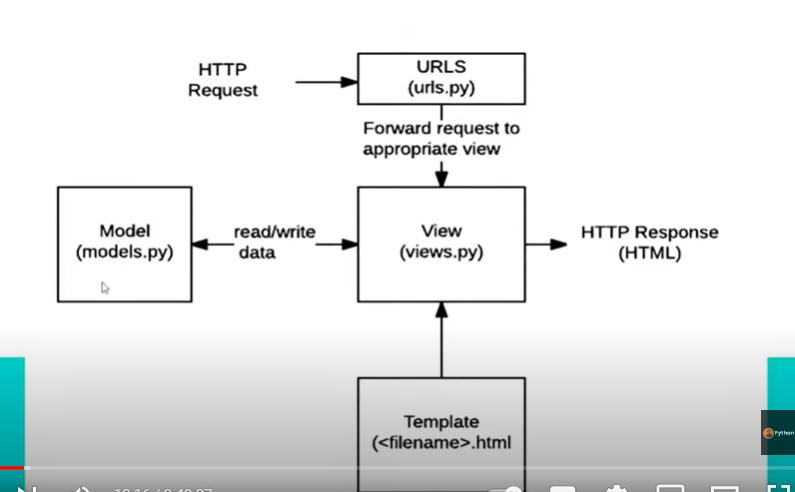 HTTP
Request
URLS
(urls.py)
Forward request to
appropriate view
Model
(models.py)
read/write
data
View
(views.py)
HTTP Response
(HTML)
Template
(<filename>.html
Python